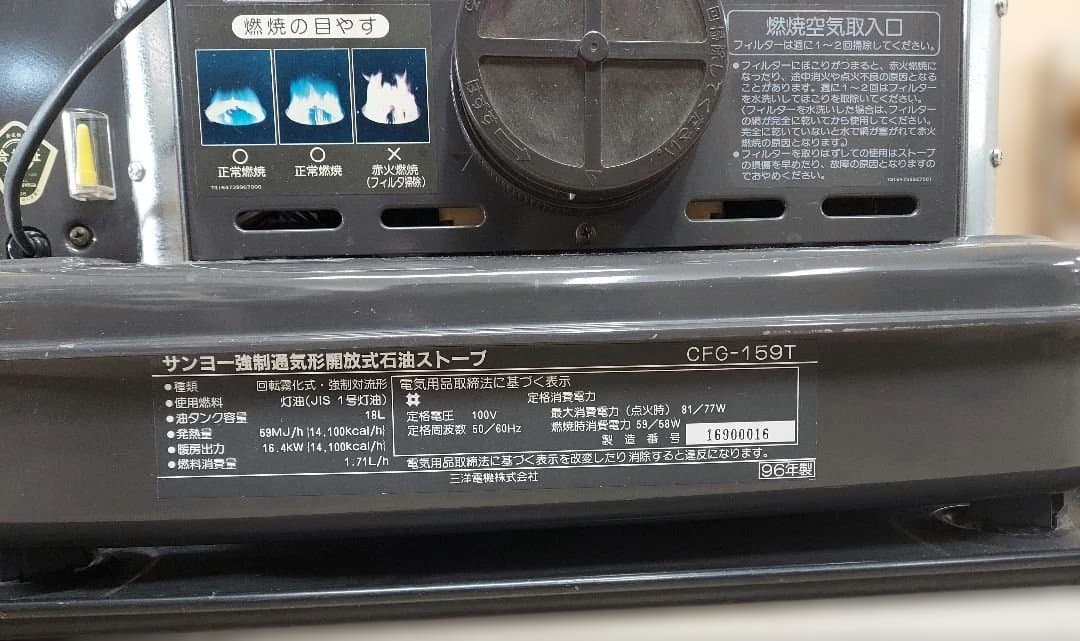 燃焼の目やす
正常燃焼
正常燃焼
赤火燃焼
(フィルタ掃除)
燃焼空気取入口
フィルターは週に1〜2回掃除してください。
●フィルターにほこりがつまると、赤火燃焼に
なったり、途中消火や点火不良の原因となる
ことがあります。週に1〜2回はフィルター
を水洗いしてほこりを取除いてください。
(フィルターを水洗いした場合は、フィルター
の網が完全に乾いてから使用してください。
完全に乾いていないと水で網が塞がれて赤火
燃焼の原因となります。)
●フィルターを取りはずしての使用はストーブ
の損傷を早めたり、故障の原因となりますの
でおやめください。
サンヨー強制通気形開放式石油ストーブ CFG-159T
●種類 回転霧化式・強制対流形
●使用燃料 灯油(JIS 1号灯油)
●油タンク容量 18L
●発熱量 59MJ/h {14,100kcal/h}
●暖房出力 16.4kW {14,100kcal/h}
●燃料消費量 1.71L/h
電気用品取締法に基づく表示
定格消費電力
定格電圧 100V 最大消費電力(点火時) 81/77W
定格周波数 50/60Hz 燃焼時消費電力 59/58W
製造番号 16900016
電気用品取締法に基づく表示を改変したり消除すると違反になります。
三洋電機株式会社 96年製